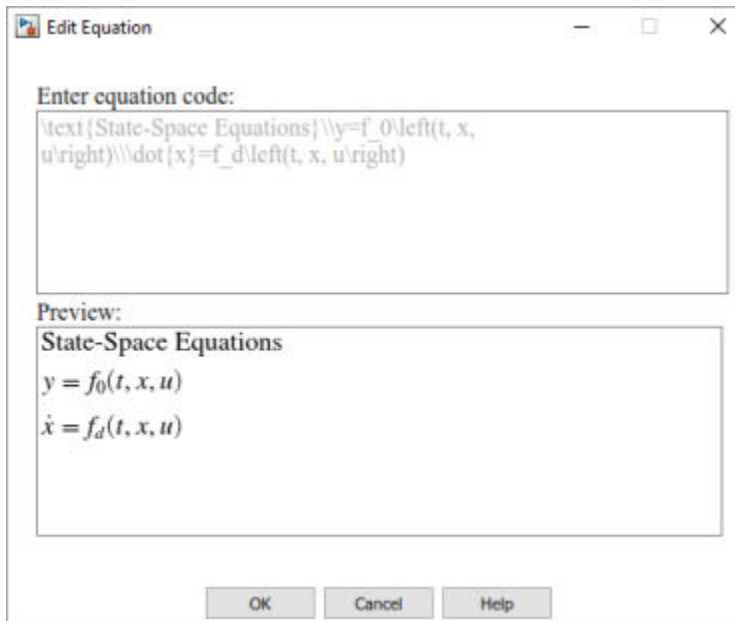 Edit Equation
Enter equation code:
\text{State-Space Equations}\\y=f_0\left(t, x,
u\right)\\\dot{x}=f_d\left(t, x, u\right)
Preview:
State-Space Equations
y = f₀(t, x, u)
ẋ = f_d(t, x, u)
OK Cancel Help